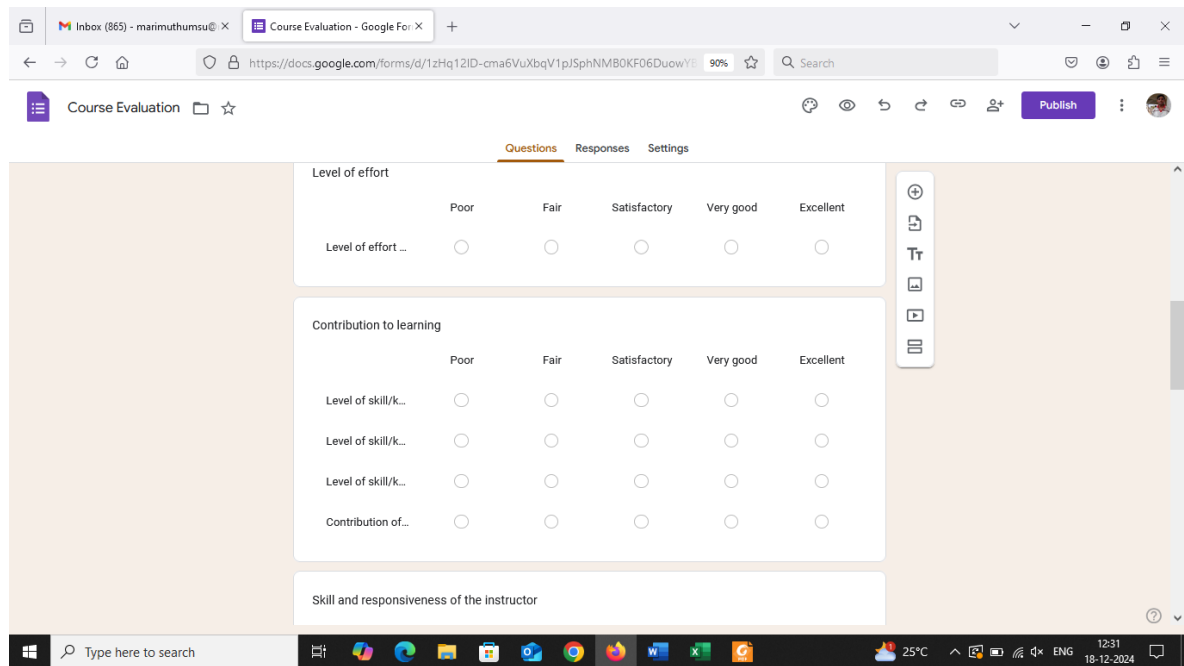 Inbox (865) - marimuthumsu@
Course Evaluation - Google For
https://docs.google.com/forms/d/1zHq12ID-cma6VuXbqV1pJSphNMB0KF06DuowYE
90%
Search
Course Evaluation
Publish
Questions Responses Settings
Level of effort
Poor Fair Satisfactory Very good Excellent
Level of effort ...
Contribution to learning
Poor Fair Satisfactory Very good Excellent
Level of skill/k...
Level of skill/k...
Level of skill/k...
Contribution of...
Skill and responsiveness of the instructor
Type here to search
25°C
ENG
12:31
18-12-2024